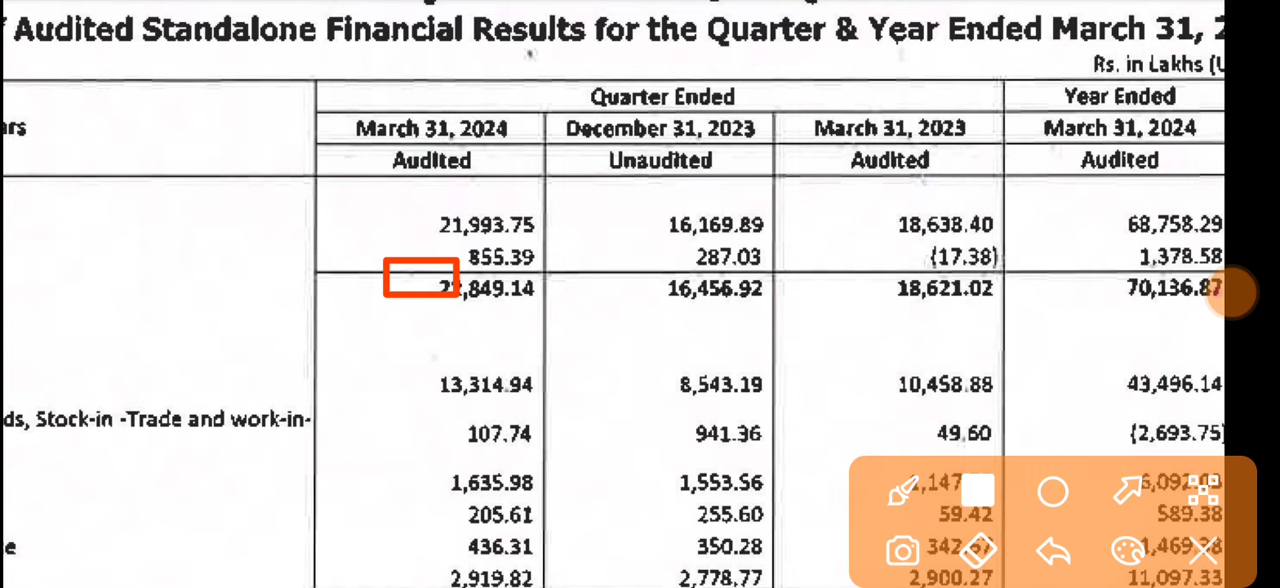 Audited Standalone Financial Results for the Quarter & Year Ended March 31,
Rs. in Lakhs
Quarter Ended Year Ended
ars March 31, 2024 December 31, 2023 March 31, 2023 March 31, 2024
Audited Unaudited Audited Audited
21,993.75 16,169.89 18,638.40 68,758.29
855.39 287.03 (17.38) 1,378.58
22,849.14 16,456.92 18,621.02 70,136.87
13,314.94 8,543.19 10,458.88 43,496.14
ds, Stock-in -Trade and work-in-
107.74 941.36 49.60 (2,693.75)
1,635.98 1,553.56
205.61 255.60 59.42 589.38
e 436.31 350.28
2,919.82 2,778.77 2,900.27 11,097.33